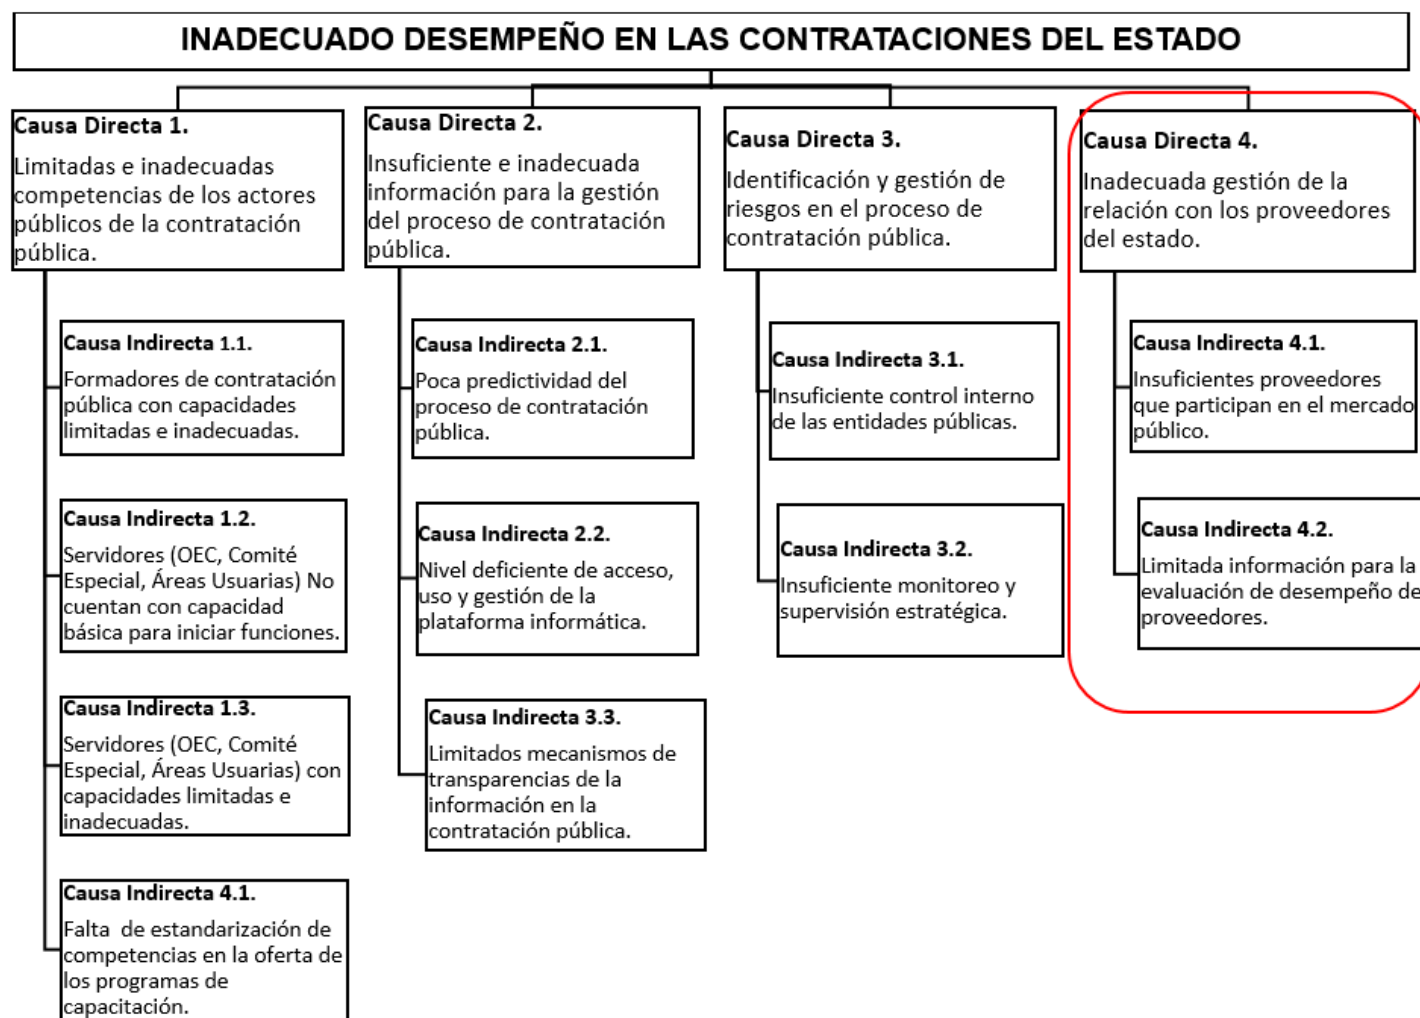 INADECUADO DESEMPEÑO EN LAS CONTRATACIONES DEL ESTADO
Causa Directa 1.
Limitadas e inadecuadas
competencias de los actores
públicos de la contratación
pública.
Causa Indirecta 1.1.
Formadores de contratación
pública con capacidades
limitadas e inadecuadas.
Causa Indirecta 1.2.
Servidores (OEC, Comité
Especial, Áreas Usuarias) No
cuentan con capacidad
básica para iniciar funciones.
Causa Indirecta 1.3.
Servidores (OEC, Comité
Especial, Áreas Usuarias) con
capacidades limitadas e
inadecuadas.
Causa Indirecta 4.1.
Falta de estandarización de
competencias en la oferta de
los programas de
capacitación.
Causa Directa 2.
Insuficiente e inadecuada
información para la gestión
del proceso de contratación
pública.
Causa Indirecta 2.1.
Poca predictividad del
proceso de contratación
pública.
Causa Indirecta 2.2.
Nivel deficiente de acceso,
uso y gestión de la
plataforma informática.
Causa Indirecta 3.3.
Limitados mecanismos de
transparencias de la
información en la
contratación pública.
Causa Directa 3.
Identificación y gestión de
riesgos en el proceso de
contratación pública.
Causa Indirecta 3.1.
Insuficiente control interno
de las entidades públicas.
Causa Indirecta 3.2.
Insuficiente monitoreo y
supervisión estratégica.
Causa Directa 4.
Inadecuada gestión de la
relación con los proveedores
del estado.
Causa Indirecta 4.1.
Insuficientes proveedores
que participan en el mercado
público.
Causa Indirecta 4.2.
Limitada información para la
evaluación de desempeño de
proveedores.